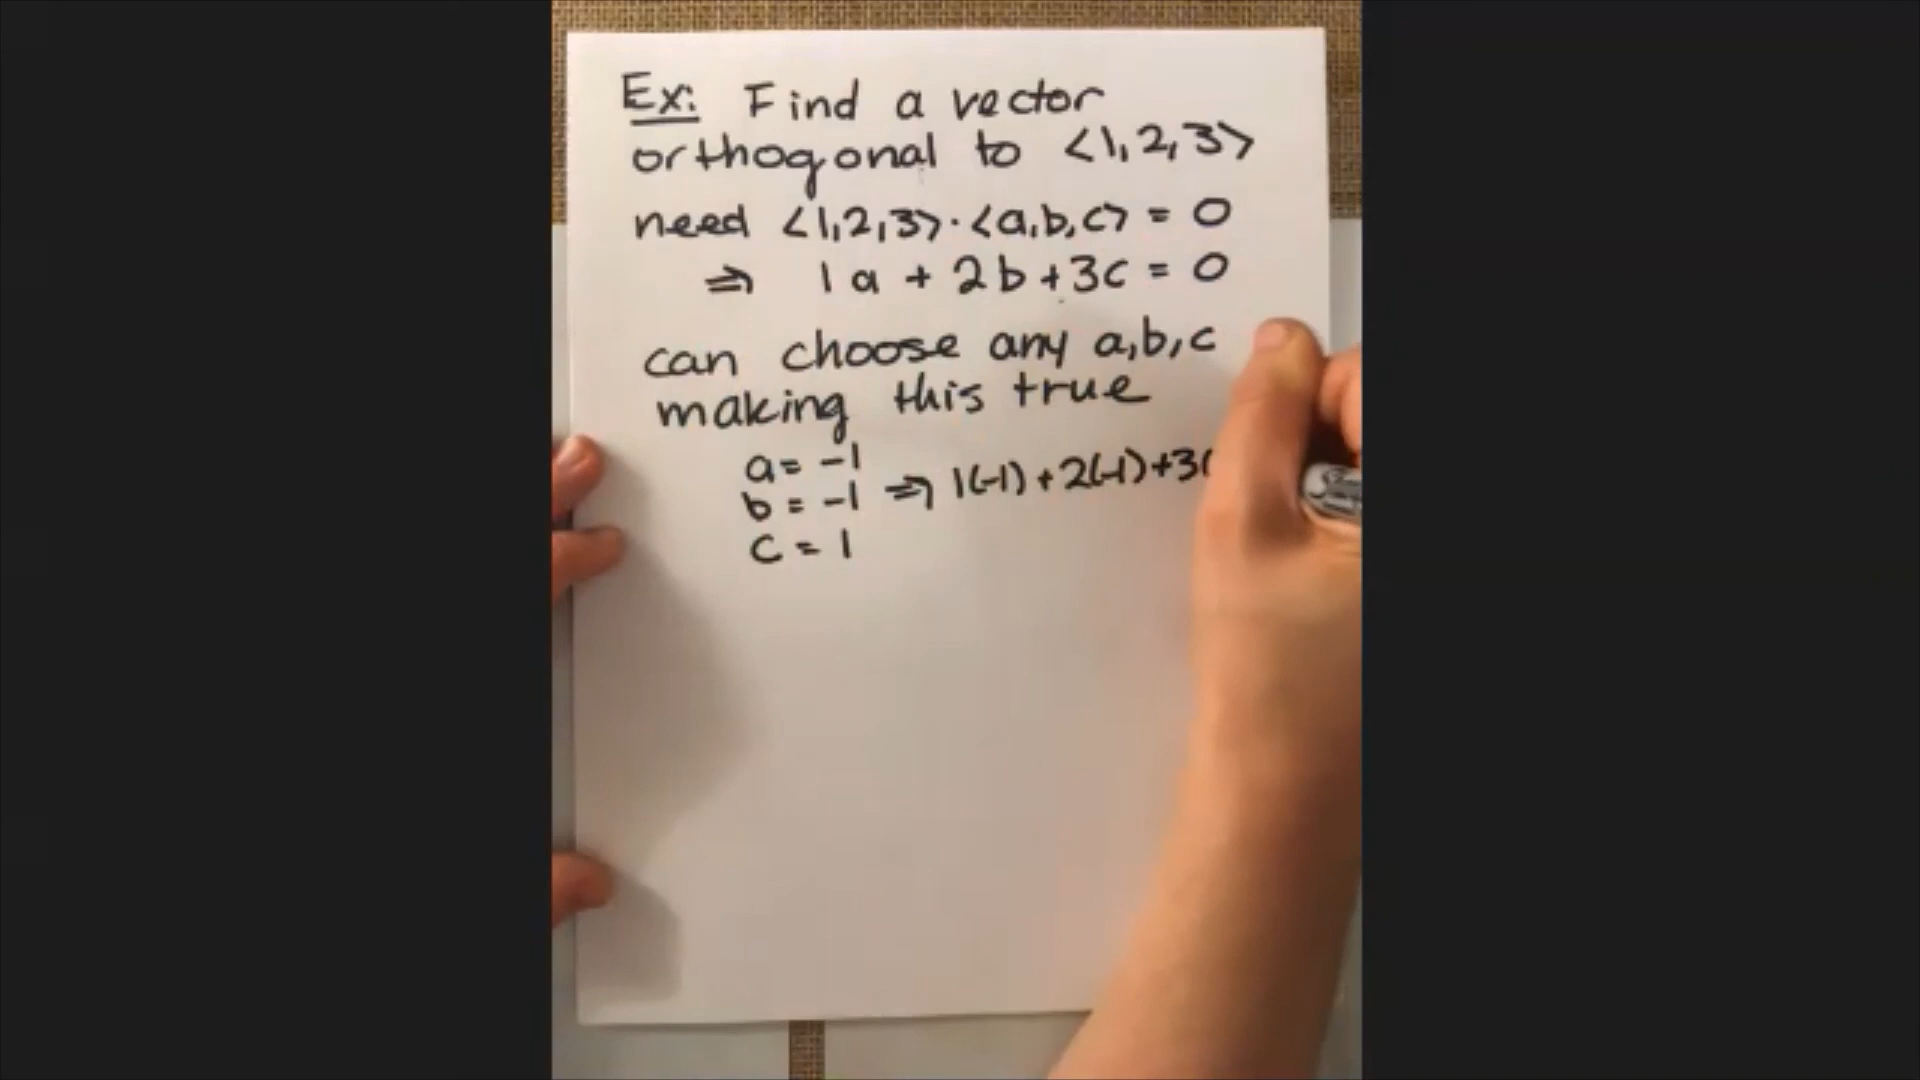 Ex: Find a vector
orthogonal to <1,2,3>
need <1,2,3>·<a,b,c> = 0
⇒ 1a + 2b + 3c = 0
can choose any a,b,c
making this true
a = -1
b = -1 ⇒ 1(-1) + 2(-1) + 3(
c = 1